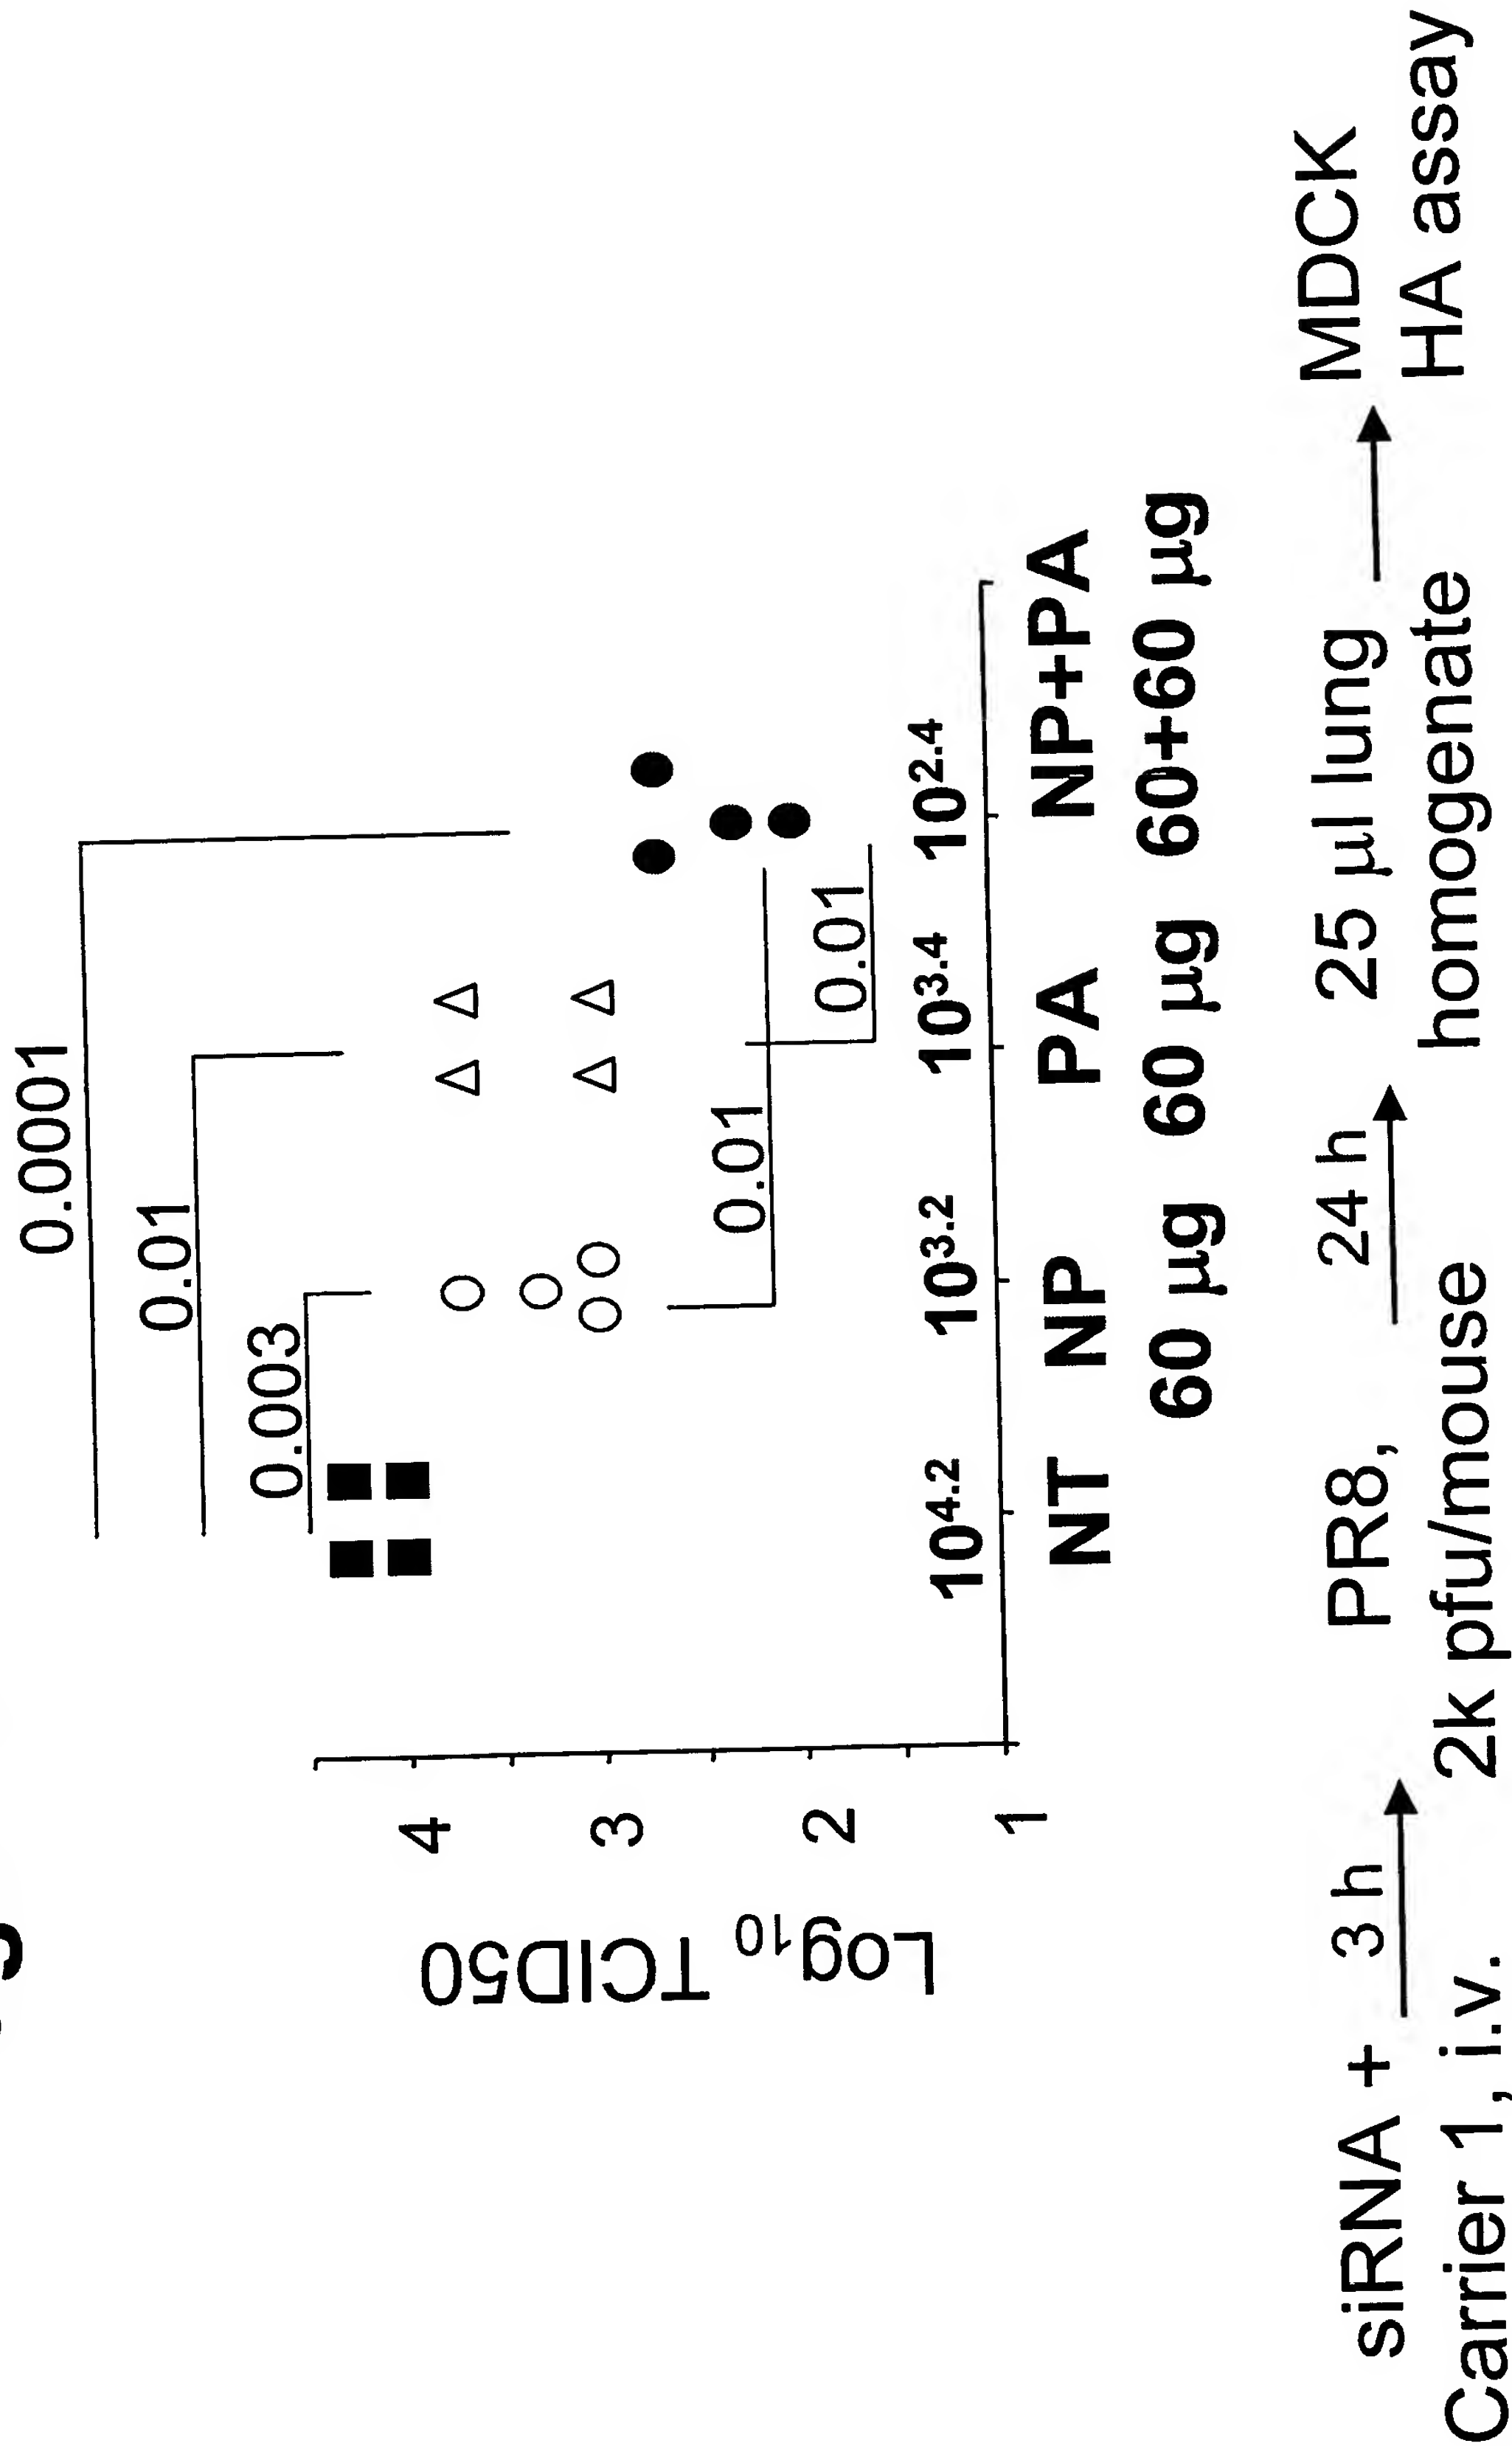 0.0001
0.01
0.003
4
3
2
1
Log10 TCID50
0.01
0.01
10^4.2 10^3.2 10^3.4 10^2.4
NT NP PA NP+PA
60 µg 60 µg 60+60 µg
siRNA + 3 h PR8, 24 h 25 µl lung MDCK
Carrier 1, i.v. 2k pfu/mouse homogenate HA assay